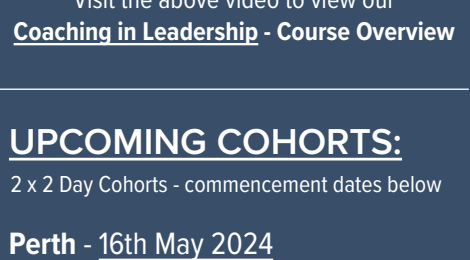 Visit the above video to view our
Coaching in Leadership - Course Overview
UPCOMING COHORTS:
2 x 2 Day Cohorts - commencement dates below
Perth - 16th May 2024